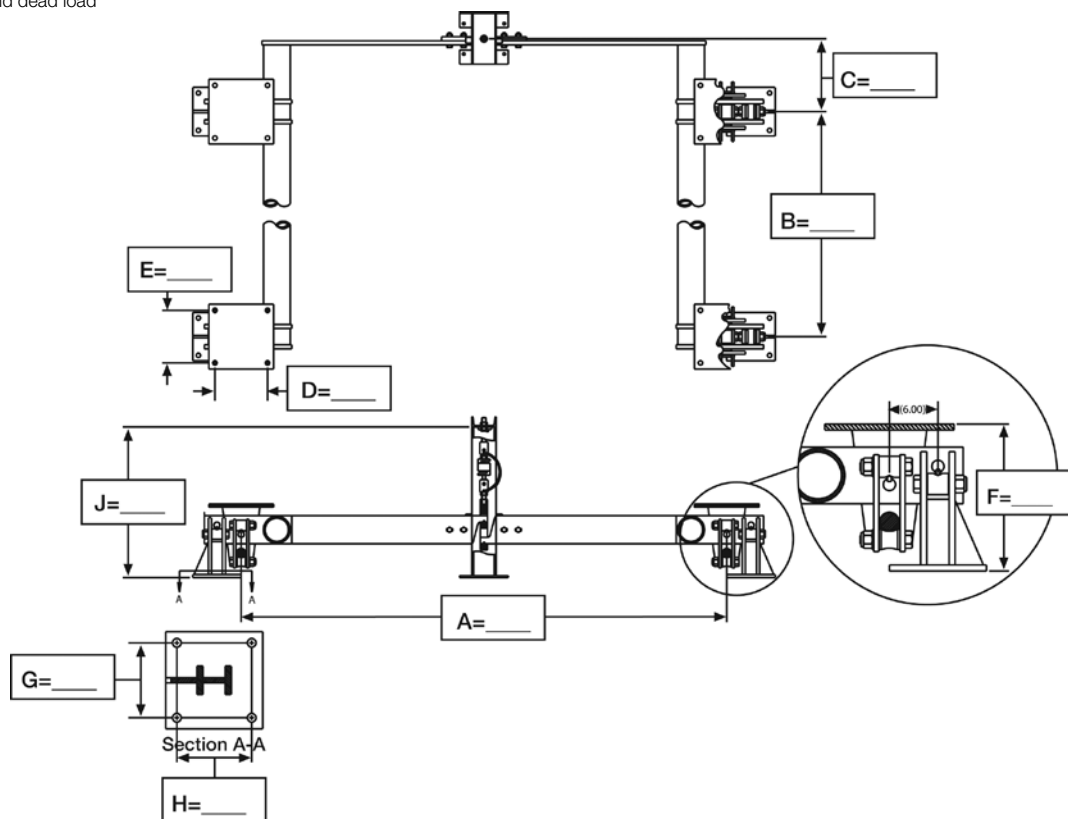 d dead load
C=____
B=____
E=____
D=____
(6.00)
J=____
F=____
A A
A=____
G=____
Section A-A
H=____